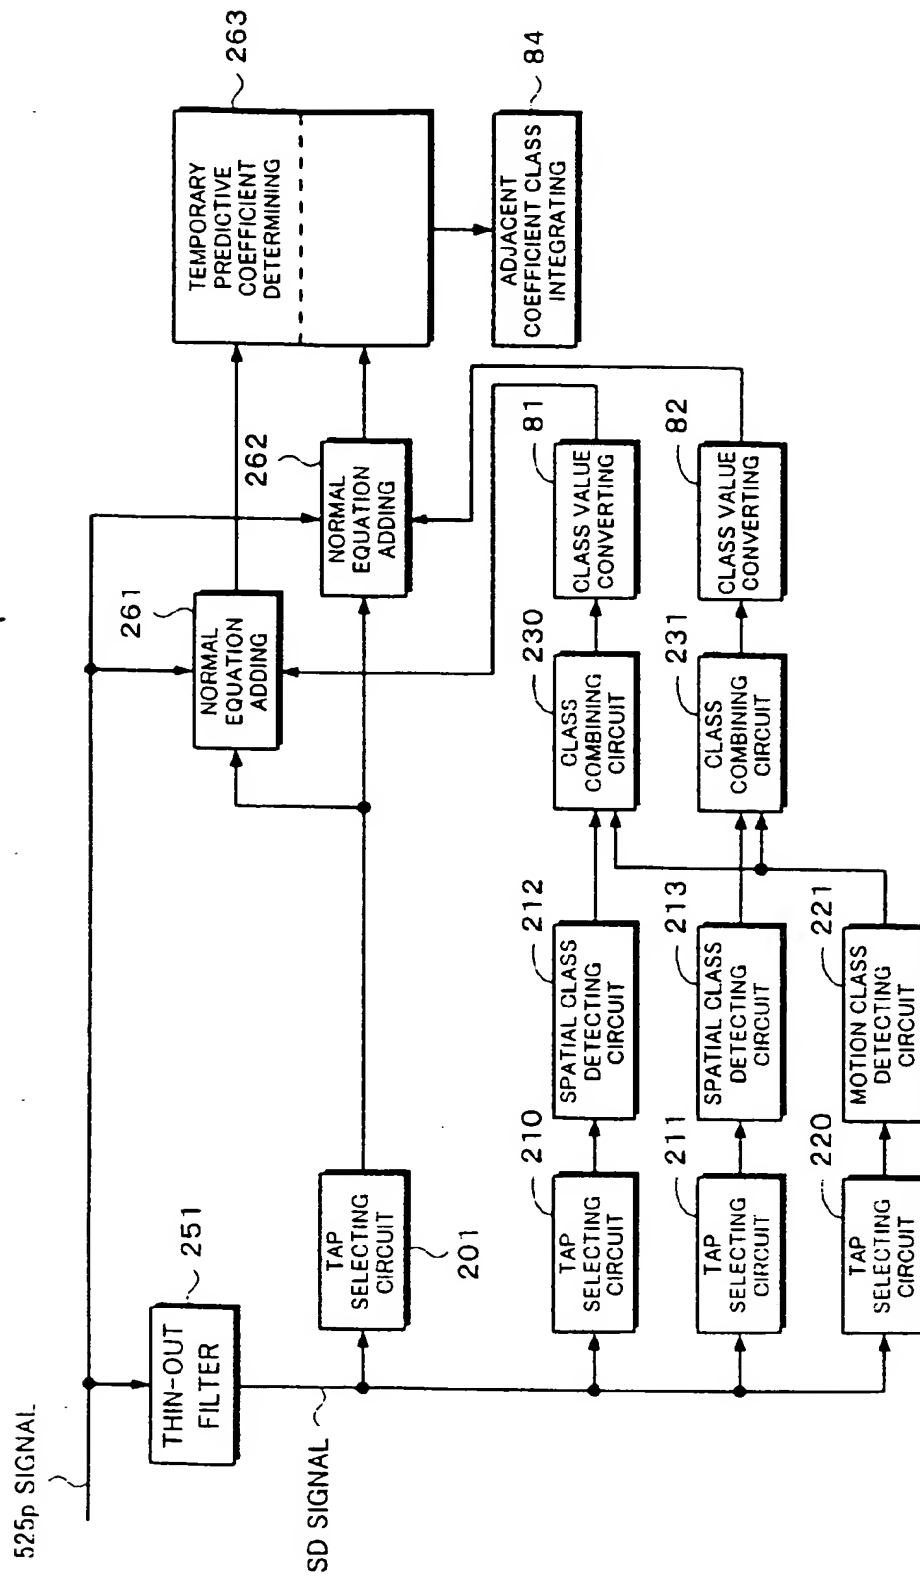 525p SIGNAL
251
THIN-OUT
FILTER
SD SIGNAL
TAP
SELECTING
CIRCUIT
201
261
NORMAL
EQUATION
ADDING
262
NORMAL
EQUATION
ADDING
TEMPORARY
PREDICTIVE
COEFFICIENT
DETERMINING
263
ADJACENT
COEFFICIENT CLASS
INTEGRATING
84
210
TAP
SELECTING
CIRCUIT
212
SPATIAL CLASS
DETECTING
CIRCUIT
230
CLASS
COMBINING
CIRCUIT
81
CLASS VALUE
CONVERTING
211
TAP
SELECTING
CIRCUIT
213
SPATIAL CLASS
DETECTING
CIRCUIT
231
CLASS
COMBINING
CIRCUIT
82
CLASS VALUE
CONVERTING
220
TAP
SELECTING
CIRCUIT
221
MOTION CLASS
DETECTING
CIRCUIT